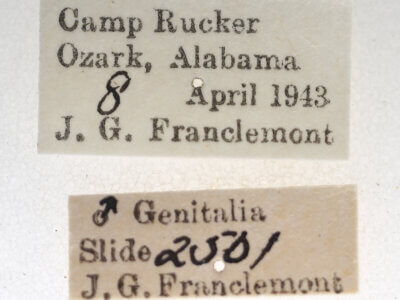 Camp Rucker
Ozark, Alabama
8 April 1943
J. G. Franclemont
♂ Genitalia
Slide 2501
J. G. Franclemont